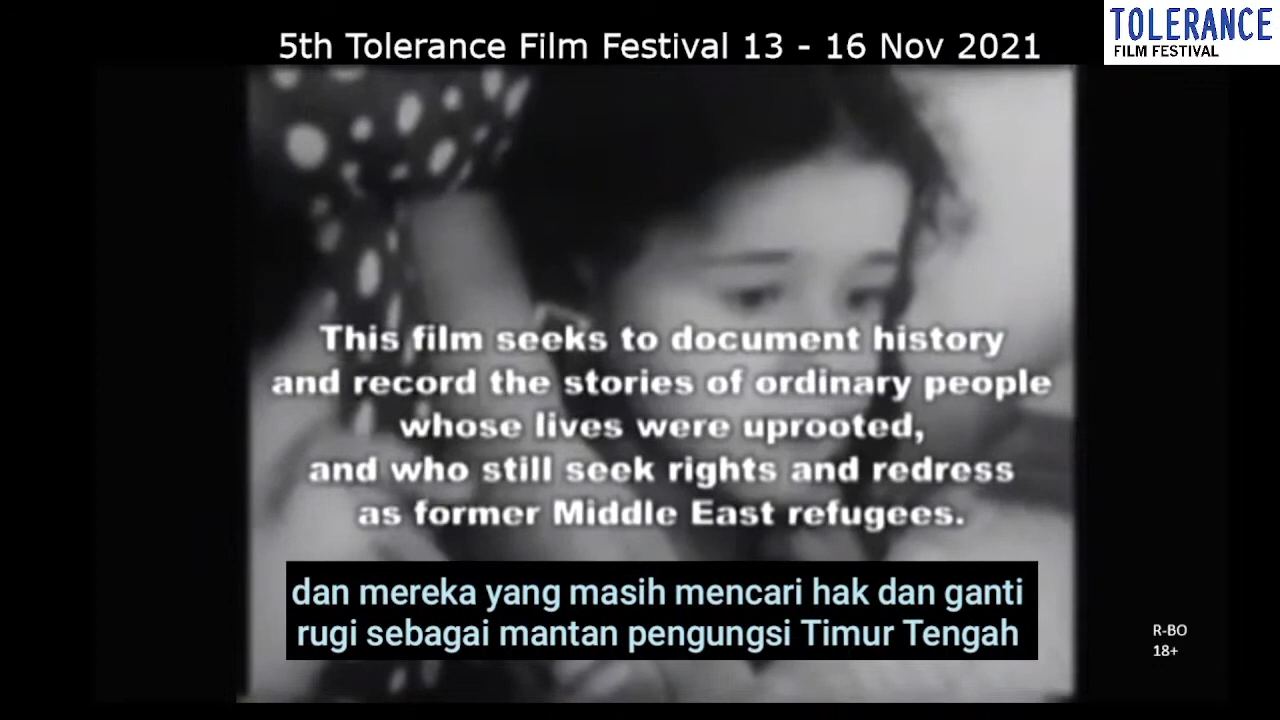 5th Tolerance Film Festival 13 - 16 Nov 2021
TOLERANCE
FILM FESTIVAL
This film seeks to document history
and record the stories of ordinary people
whose lives were uprooted,
and who still seek rights and redress
as former Middle East refugees.
dan mereka yang masih mencari hak dan ganti
rugi sebagai mantan pengungsi Timur Tengah
R-BO
18+